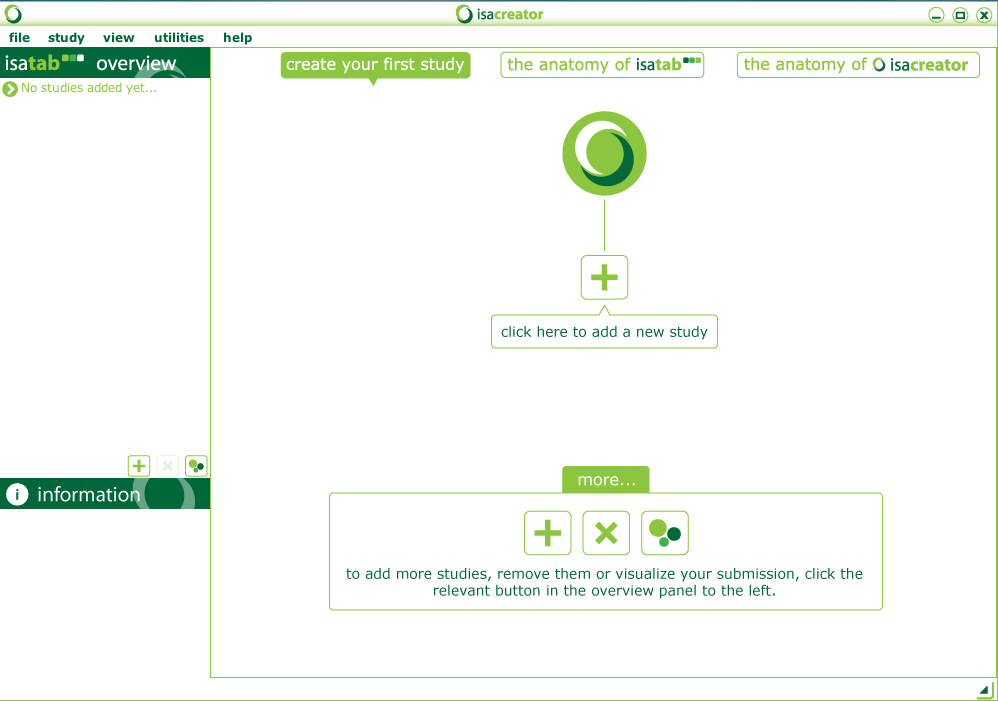 isacreator
file study view utilities help
isatab overview
No studies added yet...
create your first study
the anatomy of isatab
the anatomy of isacreator
click here to add a new study
i information
more...
to add more studies, remove them or visualize your submission, click the
relevant button in the overview panel to the left.